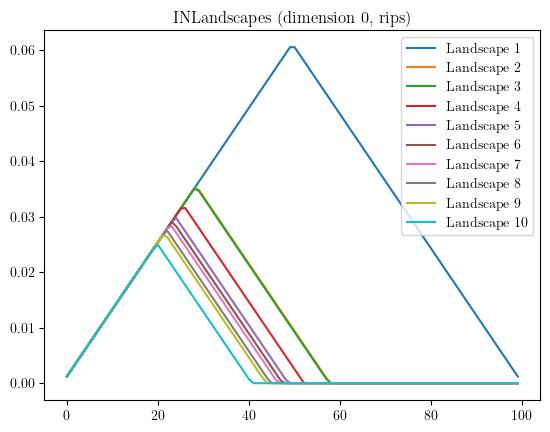 INLandscapes (dimension 0, rips)
0.06
0.05
0.04
0.03
0.02
0.01
0.00
0
20
40
60
80
100
Landscape 1
Landscape 2
Landscape 3
Landscape 4
Landscape 5
Landscape 6
Landscape 7
Landscape 8
Landscape 9
Landscape 10